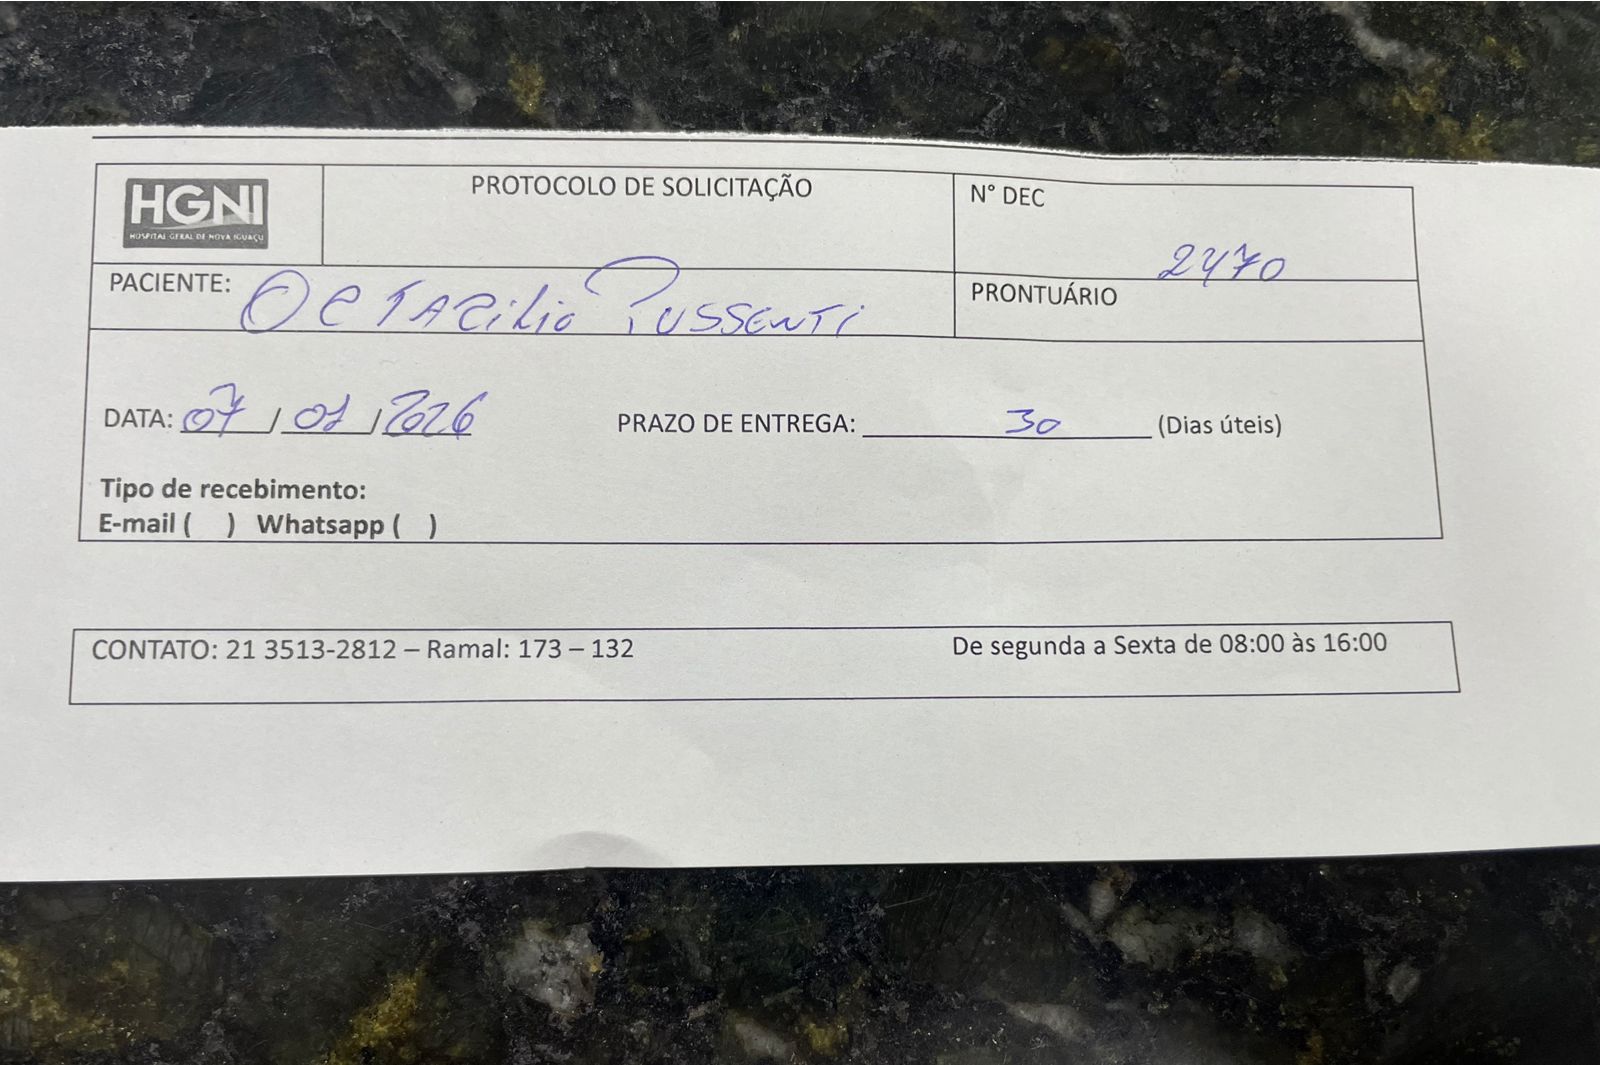 HGNI
HOSPITAL GERAL DE NOVA IGUAÇU
PROTOCOLO DE SOLICITAÇÃO
N° DEC
2470
PACIENTE: Octacilio Pussenti
PRONTUÁRIO
DATA: 07 / 01 / 2026 PRAZO DE ENTREGA: 30 (Dias úteis)
Tipo de recebimento:
E-mail ( ) Whatsapp ( )
CONTATO: 21 3513-2812 – Ramal: 173 – 132 De segunda a Sexta de 08:00 às 16:00